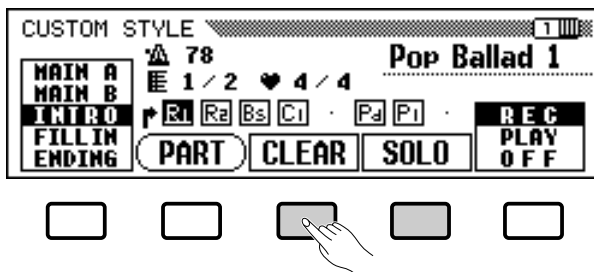 CUSTOM STYLE 1
78 Pop Ballad 1
MAIN A
MAIN B
INTRO
FILL IN
ENDING
1/2 4/4
R1 R2 Bs C1 · Pd P1 ·
PART CLEAR SOLO
REC
PLAY
OFF